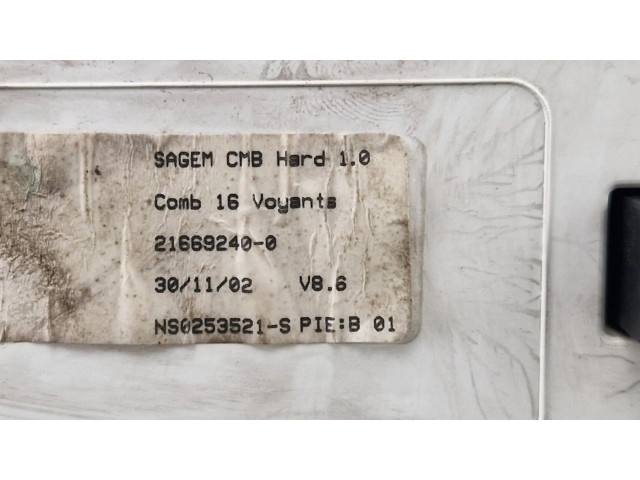 SAGEM CMB Hard 1.0
Comb 16 Voyants
21669240-0
30/11/02 V8.6
NS0253521-S PIE:B 01